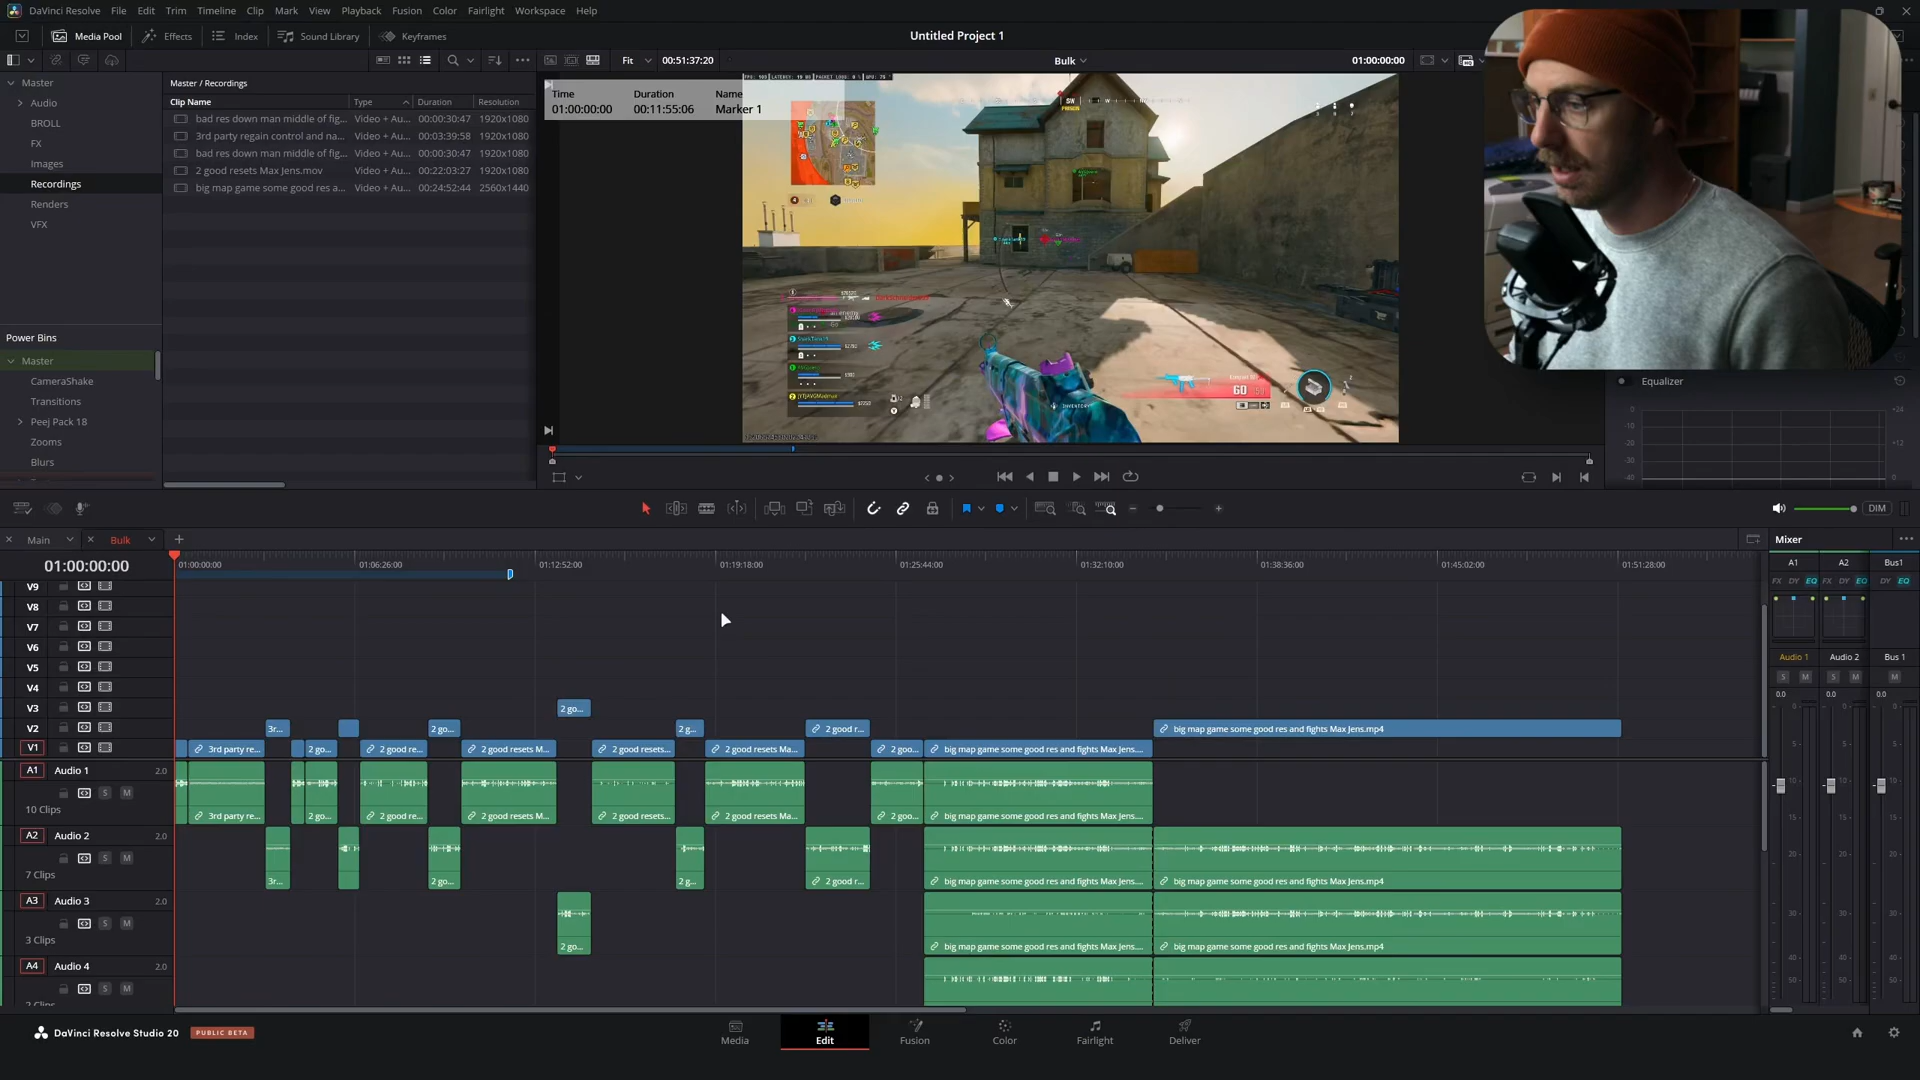 DaVinci Resolve File Edit Trim Timeline Clip Mark View Playback Fusion Color Fairlight Workspace Help
Media Pool Effects Index Sound Library Keyframes Untitled Project 1
Fit 00:51:37:20 Bulk 01:00:00:00
Master Master / Recordings
Audio
BROLL
FX
Images
Recordings
Renders
VFX
Clip Name Type Duration Resolution
bad res down man middle of fig... Video + Au... 00:00:30:47 1920x1080
3rd party regain control and na... Video + Au... 00:03:39:58 1920x1080
bad res down man middle of fig... Video + Au... 00:00:30:47 1920x1080
2 good resets Max Jens.mov Video + Au... 00:22:03:27 1920x1080
big map game some good res a... Video + Au... 00:24:52:44 2560x1440
Time Duration Name
01:00:00:00 00:11:55:06 Marker 1
SW
60
INVENTORY
Power Bins
Master
CameraShake
Transitions
Peej Pack 18
Zooms
Blurs
Equalizer
0
-10
-20
-30
-40
+24
+12
0
DIM
Main Bulk
01:00:00:00
01:00:00:00 01:06:26:00 01:12:52:00 01:19:18:00 01:25:44:00 01:32:10:00 01:38:36:00 01:45:02:00 01:51:28:00
V9
V8
V7
V6
V5
V4
V3 2 go...
V2 3r... 2 go... 2 g... 2 good r... big map game some good res and fights Max Jens.mp4
V1 3rd party re... 2 go... 2 good re... 2 good resets M... 2 good resets... 2 good resets Ma... 2 goo... big map game some good res and fights Max Jens....
A1 Audio 1 2.0
S M
10 Clips 3rd party re... 2 go... 2 good re... 2 good resets M... 2 good resets... 2 good resets Ma... 2 goo... big map game some good res and fights Max Jens....
A2 Audio 2 2.0
S M
7 Clips 3r... 2 go... 2 g... 2 good r... big map game some good res and fights Max Jens.... big map game some good res and fights Max Jens.mp4
A3 Audio 3 2.0
S M
3 Clips 2 go... big map game some good res and fights Max Jens.... big map game some good res and fights Max Jens.mp4
A4 Audio 4 2.0
S M
2 Clips
Mixer
A1 A2 Bus1
FX DY EQ FX DY EQ DY EQ
Audio 1 Audio 2 Bus 1
S M S M M
0.0 0.0 0.0
0
5
10
15
20
30
40
50
DaVinci Resolve Studio 20 PUBLIC BETA
Media Edit Fusion Color Fairlight Deliver